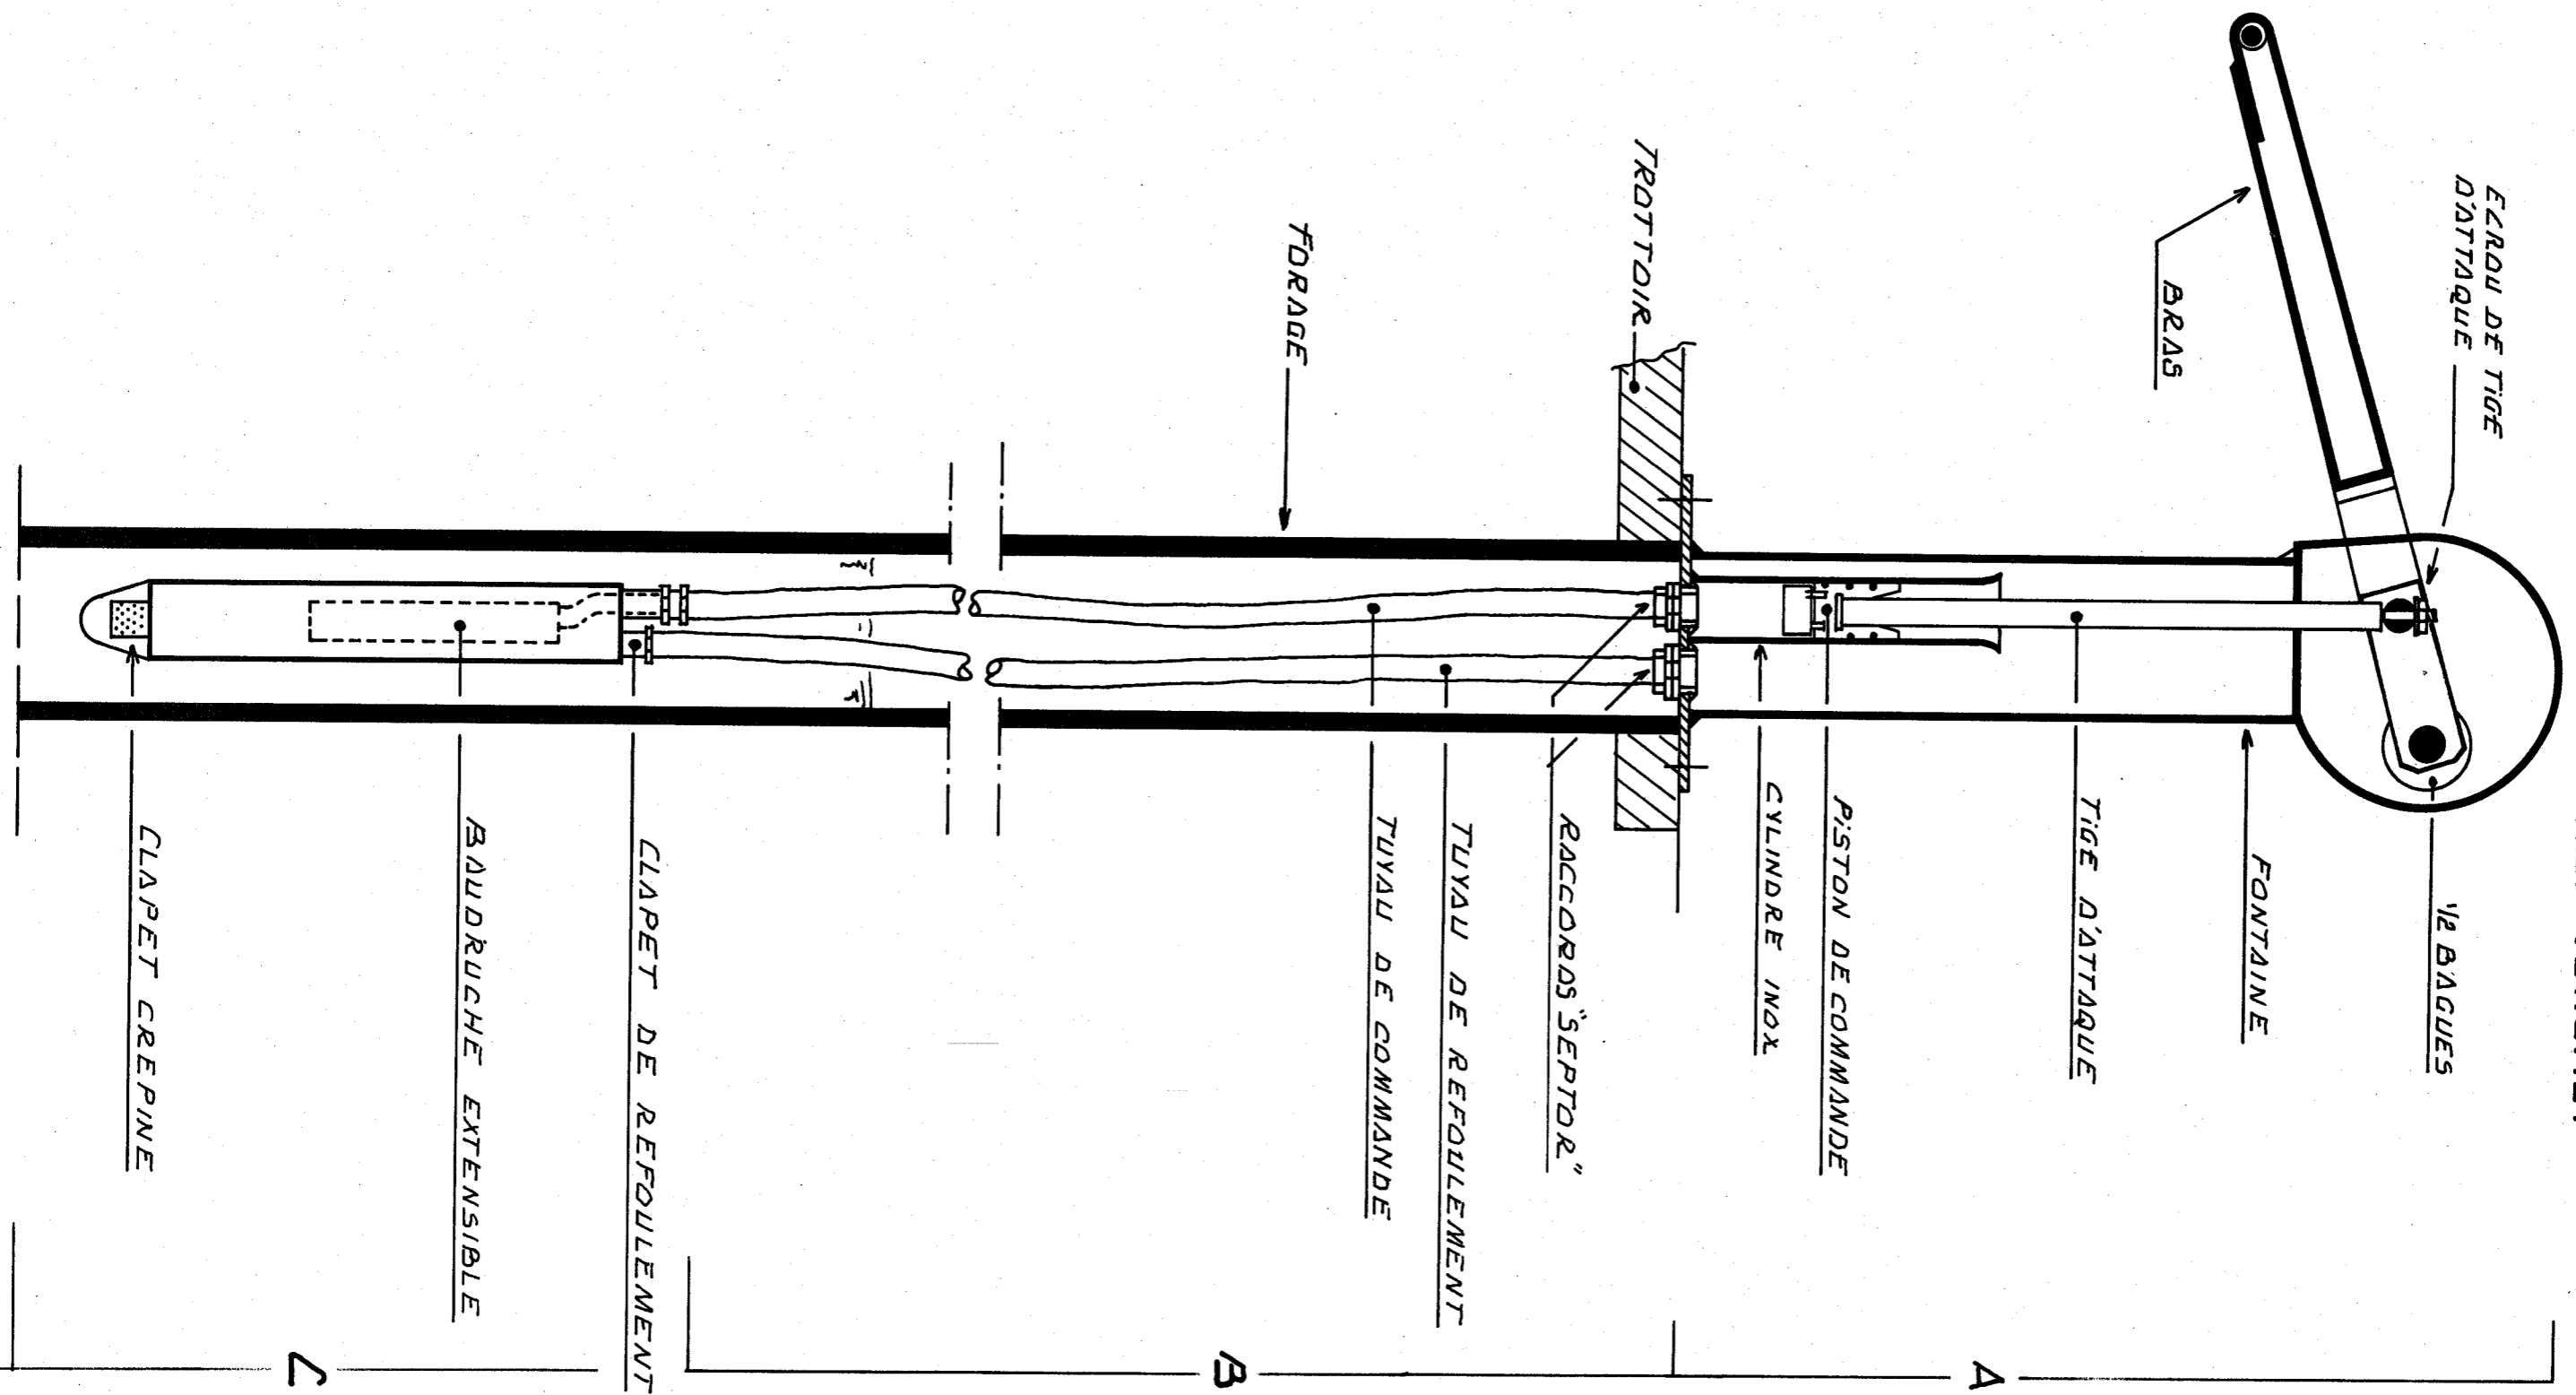 ECROU DE TIGE
D'ATTAQUE
BRAS
TROTTOIR
FORAGE
1/2 BAGUES
FONTAINE
TIGE D'ATTAQUE
PISTON DE COMMANDE
CYLINDRE INOX
RACCORDS "SEPTOR"
TUYAU DE REFOULEMENT
TUYAU DE COMMANDE
CLAPET DE REFOULEMENT
BAUDRUCHE EXTENSIBLE
CLAPET CREPINE
A
B
C